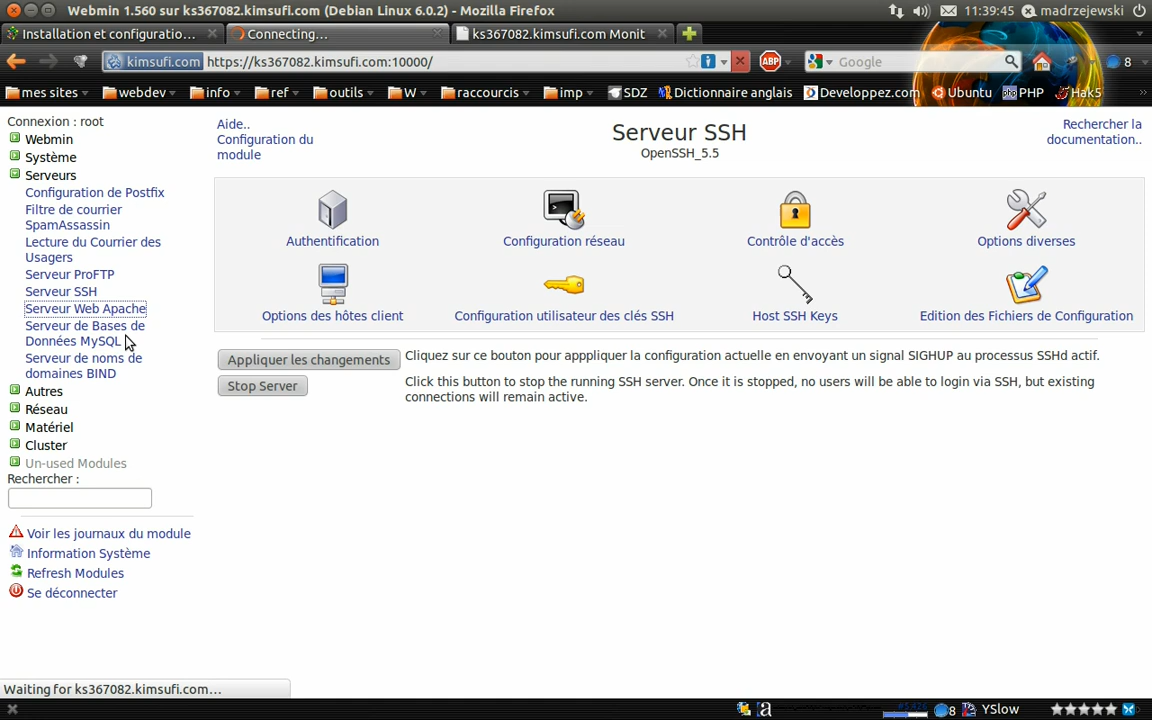 Webmin 1.560 sur ks367082.kimsufi.com (Debian Linux 6.0.2) - Mozilla Firefox
11:39:45 madrzejewski
Installation et configuratio...
Connecting...
ks367082.kimsufi.com Monit
kimsufi.com https://ks367082.kimsufi.com:10000/
ABP
Google
8
mes sites
webdev
info
ref
outils
W
raccourcis
imp
SDZ
Dictionnaire anglais
Developpez.com
Ubuntu
PHP
Hak5
Connexion : root
Webmin
Système
Serveurs
Configuration de Postfix
Filtre de courrier
SpamAssassin
Lecture du Courrier des
Usagers
Serveur ProFTP
Serveur SSH
Serveur Web Apache
Serveur de Bases de
Données MySQL
Serveur de noms de
domaines BIND
Autres
Réseau
Matériel
Cluster
Un-used Modules
Rechercher :
Voir les journaux du module
Information Système
Refresh Modules
Se déconnecter
Aide..
Configuration du
module
Serveur SSH
OpenSSH_5.5
Rechercher la
documentation..
Authentification
Configuration réseau
Contrôle d'accès
Options diverses
Options des hôtes client
Configuration utilisateur des clés SSH
Host SSH Keys
Edition des Fichiers de Configuration
Appliquer les changements
Cliquez sur ce bouton pour apppliquer la configuration actuelle en envoyant un signal SIGHUP au processus SSHd actif.
Stop Server
Click this button to stop the running SSH server. Once it is stopped, no users will be able to login via SSH, but existing
connections will remain active.
Waiting for ks367082.kimsufi.com...
a
8
YSlow